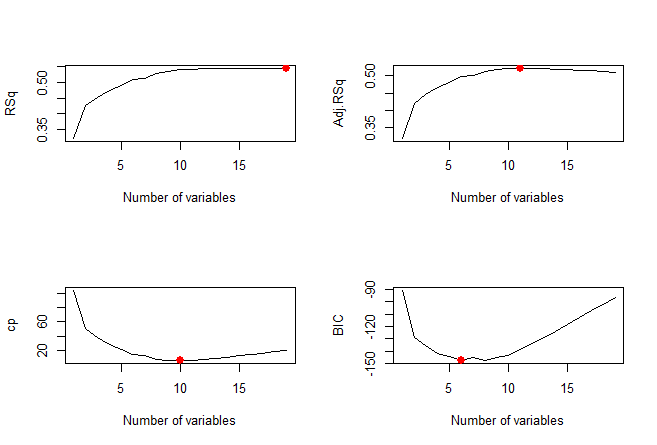 RSq
0.35 0.50
5 10 15
Number of variables
Adj.RSq
0.35 0.50
5 10 15
Number of variables
cp
20 60
5 10 15
Number of variables
BIC
-150 -120 -90
5 10 15
Number of variables